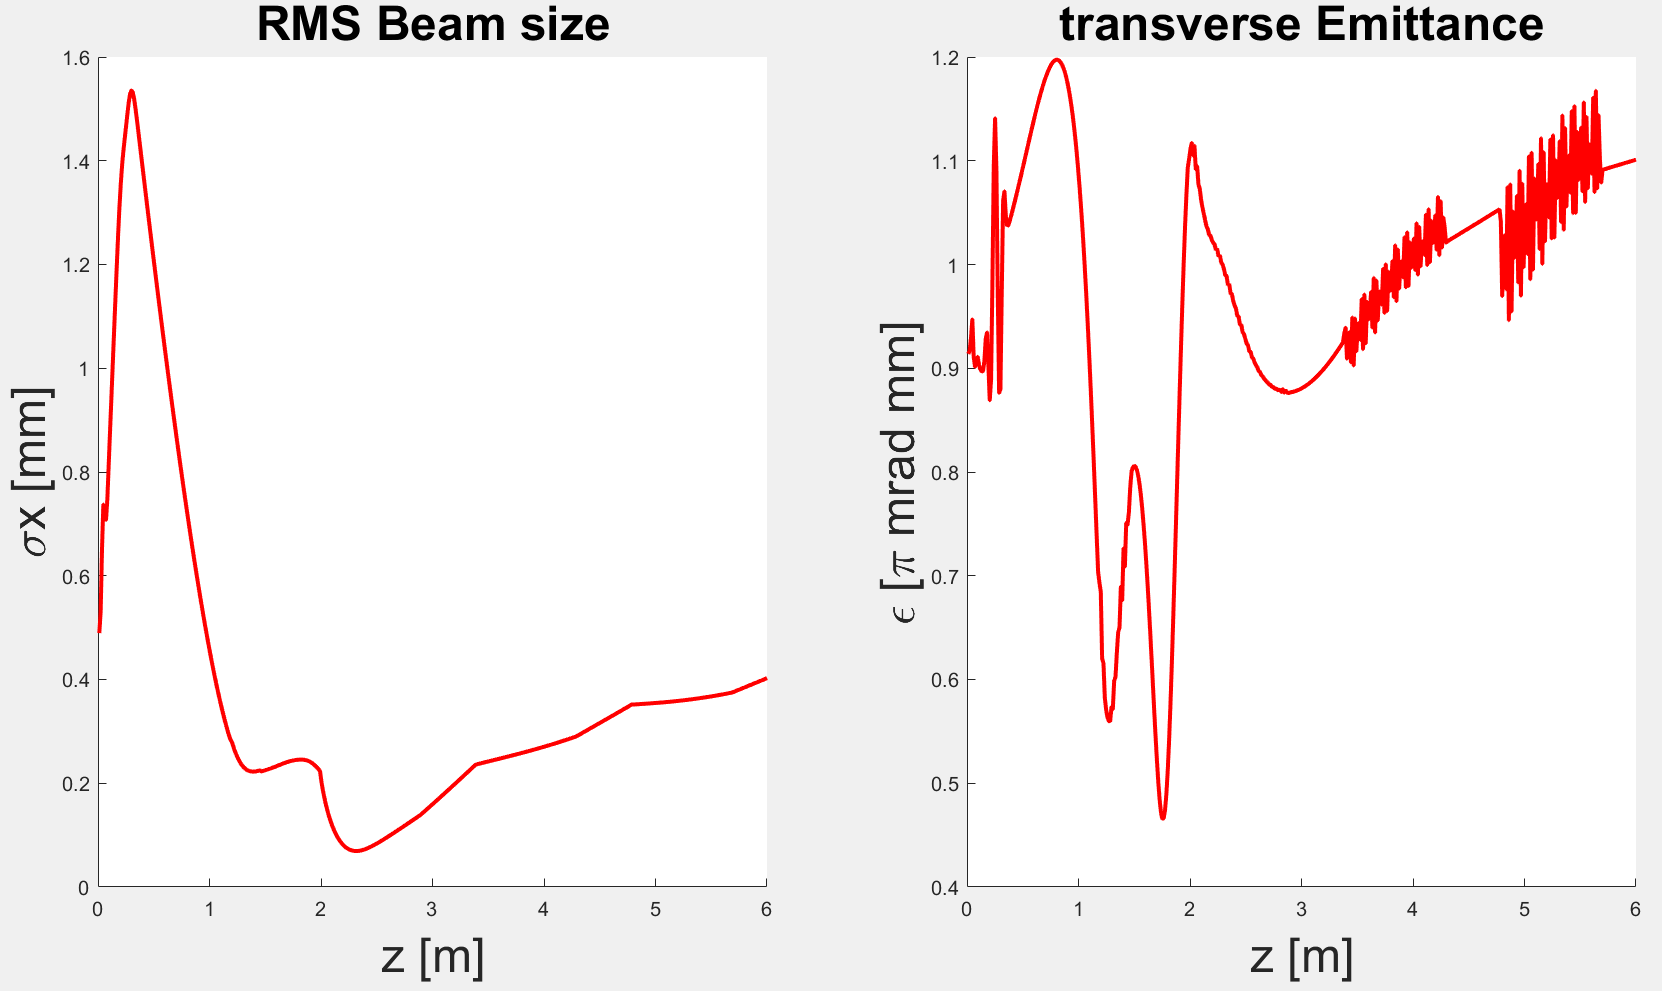 RMS Beam size
σx [mm]
1.6
1.4
1.2
1
0.8
0.6
0.4
0.2
0
0 1 2 3 4 5 6
z [m]
transverse Emittance
ϵ [π mrad mm]
1.2
1.1
1
0.9
0.8
0.7
0.6
0.5
0.4
0 1 2 3 4 5 6
z [m]